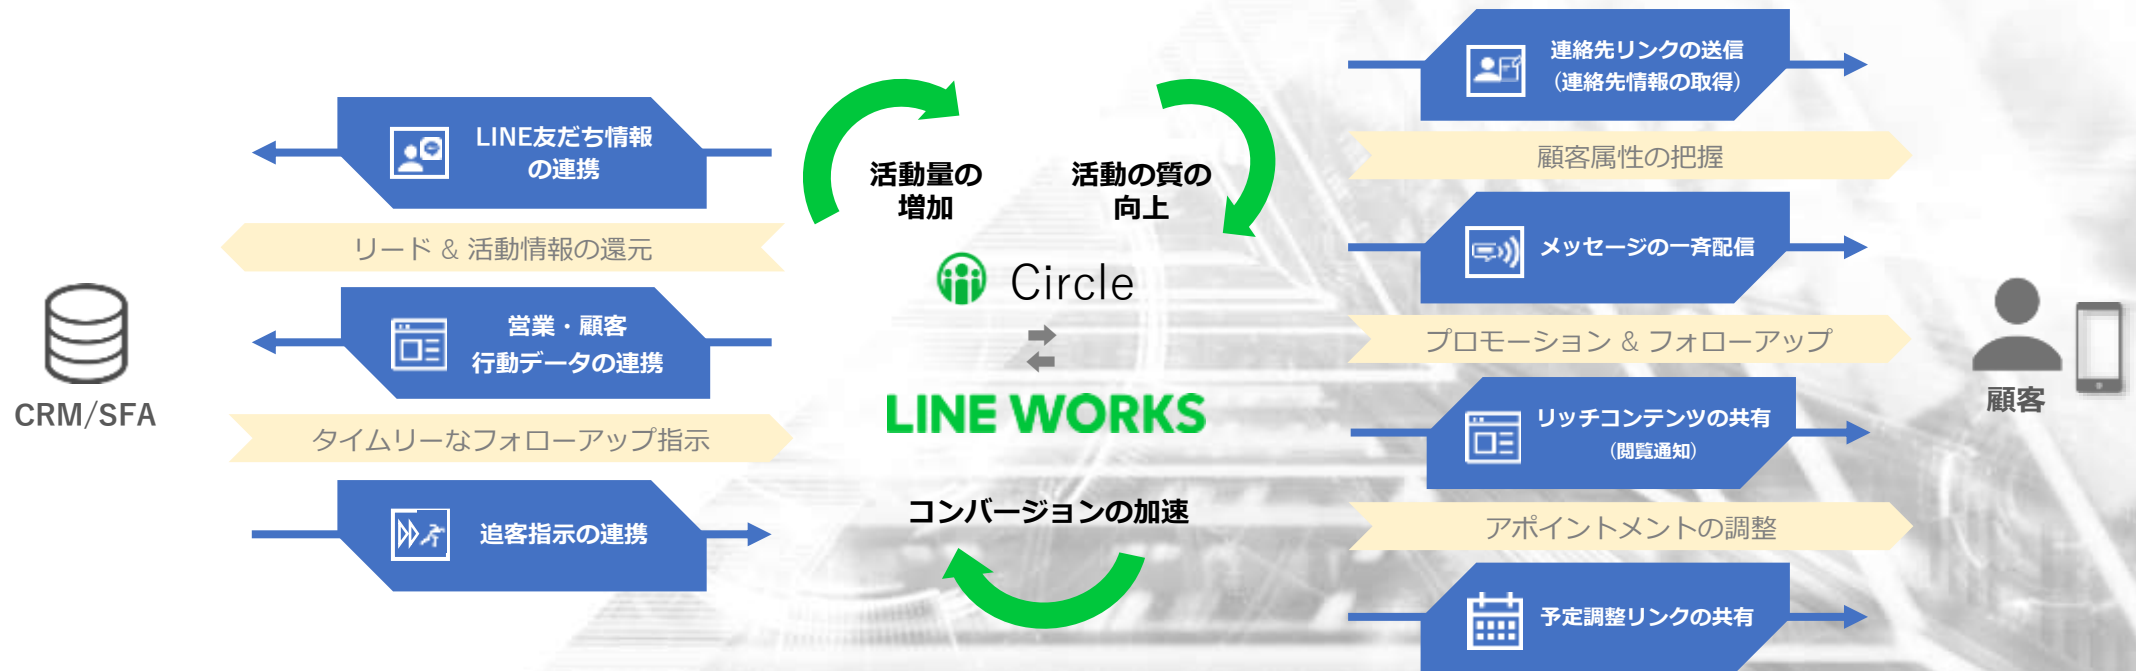 CRM/SFA
LINE友だち情報
の連携
リード & 活動情報の還元
営業・顧客
行動データの連携
タイムリーなフォローアップ指示
追客指示の連携
活動量の
増加
活動の質の
向上
Circle
LINE WORKS
コンバージョンの加速
連絡先リンクの送信
(連絡先情報の取得)
顧客属性の把握
メッセージの一斉配信
プロモーション & フォローアップ
リッチコンテンツの共有
(閲覧通知)
アポイントメントの調整
予定調整リンクの共有
顧客